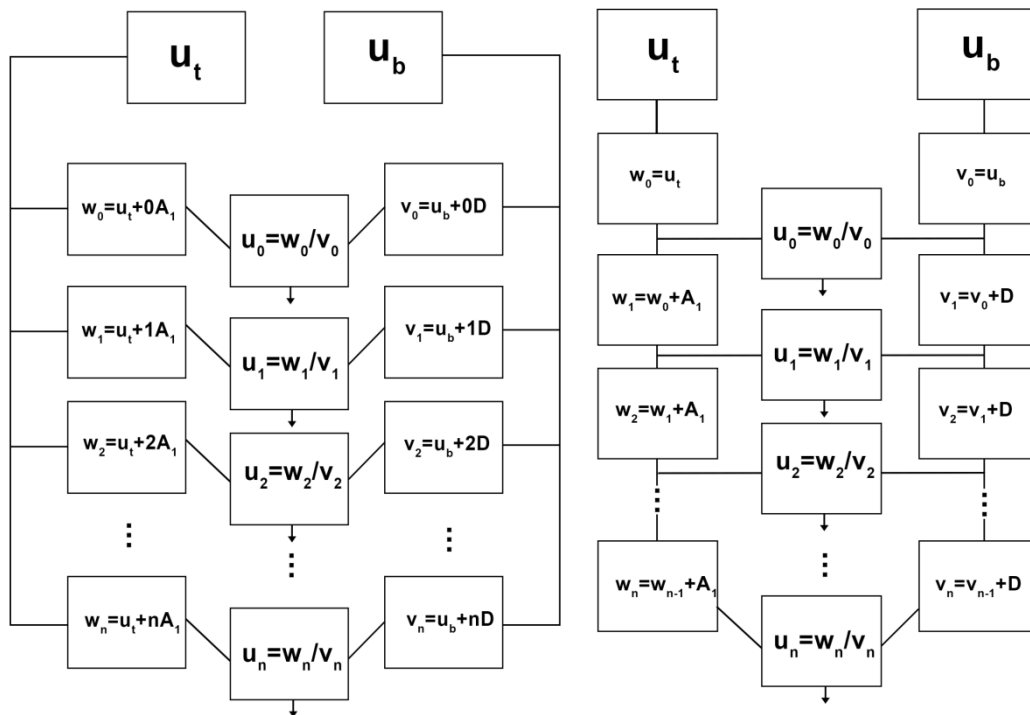 u_t
u_b
w_0=u_t+0A_1
v_0=u_b+0D
u_0=w_0/v_0
w_1=u_t+1A_1
v_1=u_b+1D
u_1=w_1/v_1
w_2=u_t+2A_1
v_2=u_b+2D
u_2=w_2/v_2
⋮
⋮
⋮
w_n=u_t+nA_1
v_n=u_b+nD
u_n=w_n/v_n
u_t
u_b
w_0=u_t
v_0=u_b
u_0=w_0/v_0
w_1=w_0+A_1
v_1=v_0+D
u_1=w_1/v_1
w_2=w_1+A_1
v_2=v_1+D
u_2=w_2/v_2
⋮
⋮
⋮
w_n=w_{n-1}+A_1
v_n=v_{n-1}+D
u_n=w_n/v_n